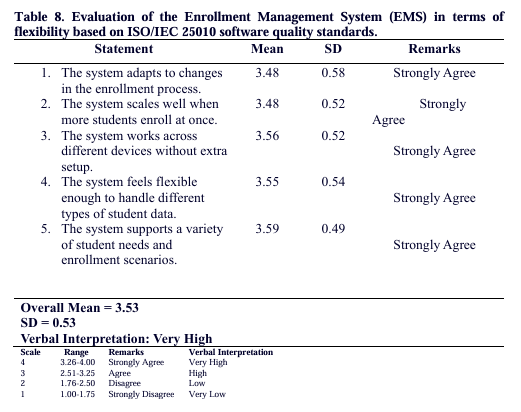 Table 8. Evaluation of the Enrollment Management System (EMS) in terms of
flexibility based on ISO/IEC 25010 software quality standards.
Statement Mean SD Remarks
1. The system adapts to changes 3.48 0.58 Strongly Agree
in the enrollment process.
2. The system scales well when 3.48 0.52 Strongly
more students enroll at once. Agree
3. The system works across 3.56 0.52
different devices without extra Strongly Agree
setup.
4. The system feels flexible 3.55 0.54
enough to handle different Strongly Agree
types of student data.
5. The system supports a variety 3.59 0.49
of student needs and Strongly Agree
enrollment scenarios.
Overall Mean = 3.53
SD = 0.53
Verbal Interpretation: Very High
Scale Range Remarks Verbal Interpretation
4 3.26-4.00 Strongly Agree Very High
3 2.51-3.25 Agree High
2 1.76-2.50 Disagree Low
1 1.00-1.75 Strongly Disagree Very Low